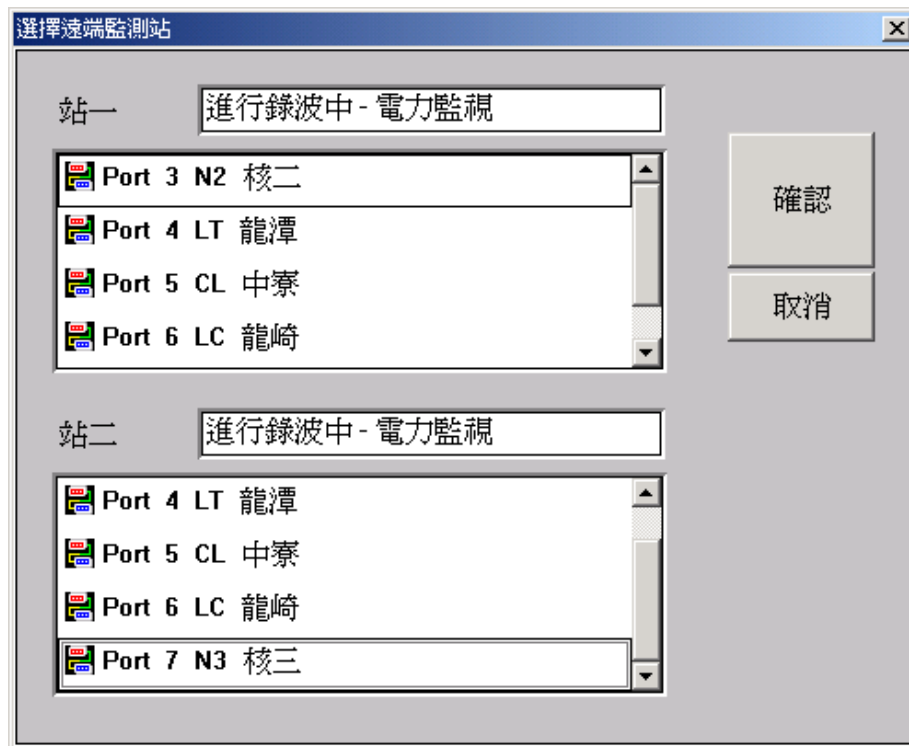 選擇遠端監測站
站一 進行錄波中 - 電力監視
Port 3 N2 核二
Port 4 LT 龍潭
Port 5 CL 中寮
Port 6 LC 龍崎
確認
取消
站二 進行錄波中 - 電力監視
Port 4 LT 龍潭
Port 5 CL 中寮
Port 6 LC 龍崎
Port 7 N3 核三